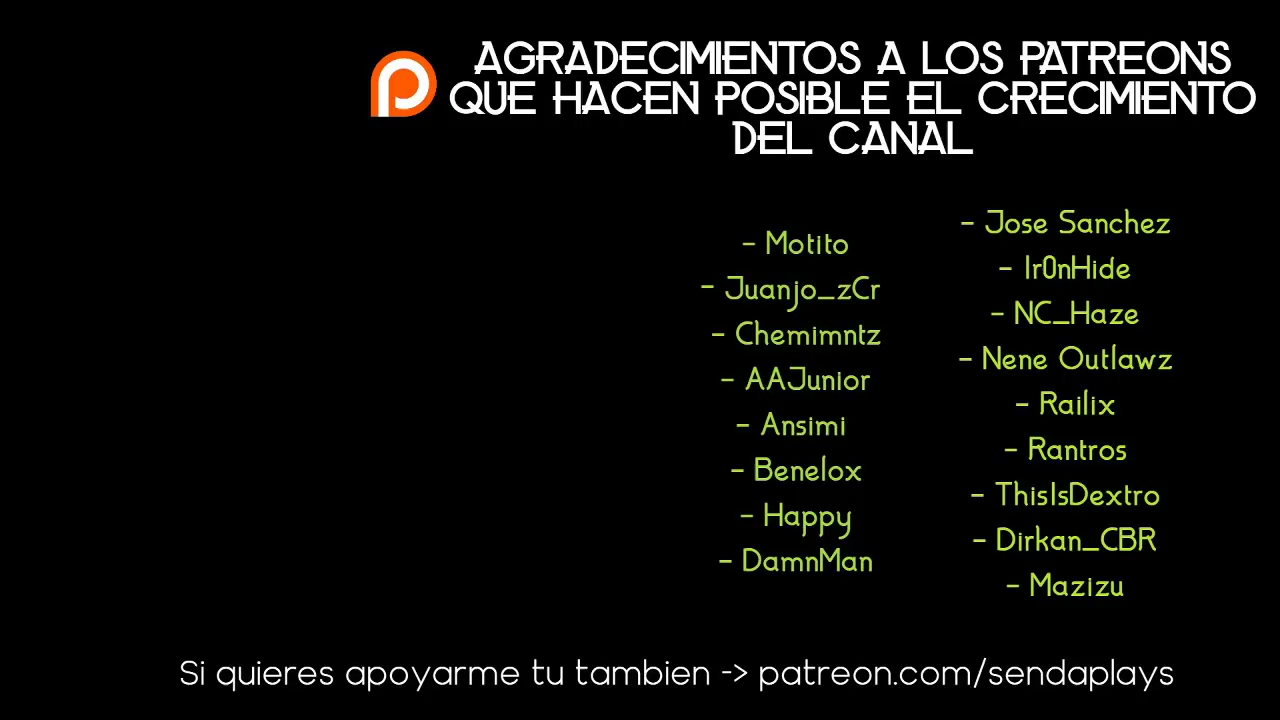 AGRADECIMIENTOS A LOS PATREONS
QUE HACEN POSIBLE EL CRECIMIENTO
DEL CANAL
- Motito
- Juanjo_zCr
- Chemimntz
- AAJunior
- Ansimi
- Benelox
- Happy
- DamnMan
- Jose Sanchez
- Ir0nHide
- NC_Haze
- Nene Outlawz
- Railix
- Rantros
- ThisIsDextro
- Dirkan_CBR
- Mazizu
Si quieres apoyarme tu tambien -> patreon.com/sendaplays